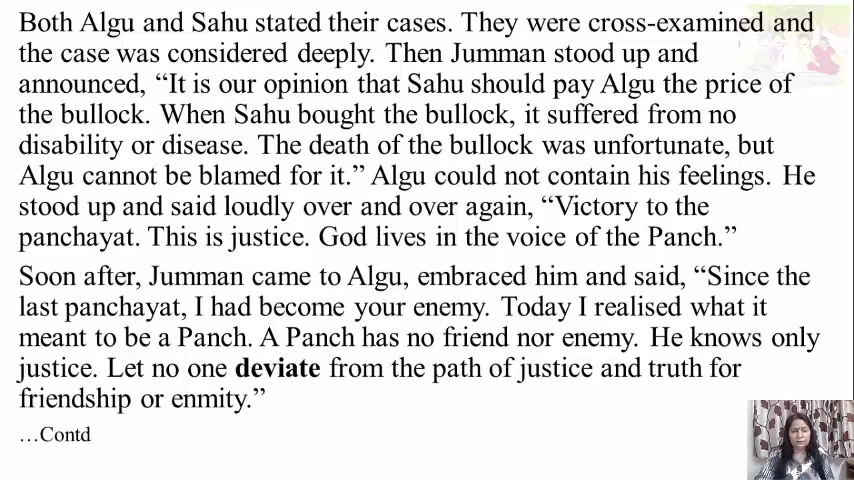 Both Algu and Sahu stated their cases. They were cross-examined and
the case was considered deeply. Then Jumman stood up and
announced, “It is our opinion that Sahu should pay Algu the price of
the bullock. When Sahu bought the bullock, it suffered from no
disability or disease. The death of the bullock was unfortunate, but
Algu cannot be blamed for it.” Algu could not contain his feelings. He
stood up and said loudly over and over again, “Victory to the
panchayat. This is justice. God lives in the voice of the Panch.”
Soon after, Jumman came to Algu, embraced him and said, “Since the
last panchayat, I had become your enemy. Today I realised what it
meant to be a Panch. A Panch has no friend nor enemy. He knows only
justice. Let no one deviate from the path of justice and truth for
friendship or enmity.”
…Contd